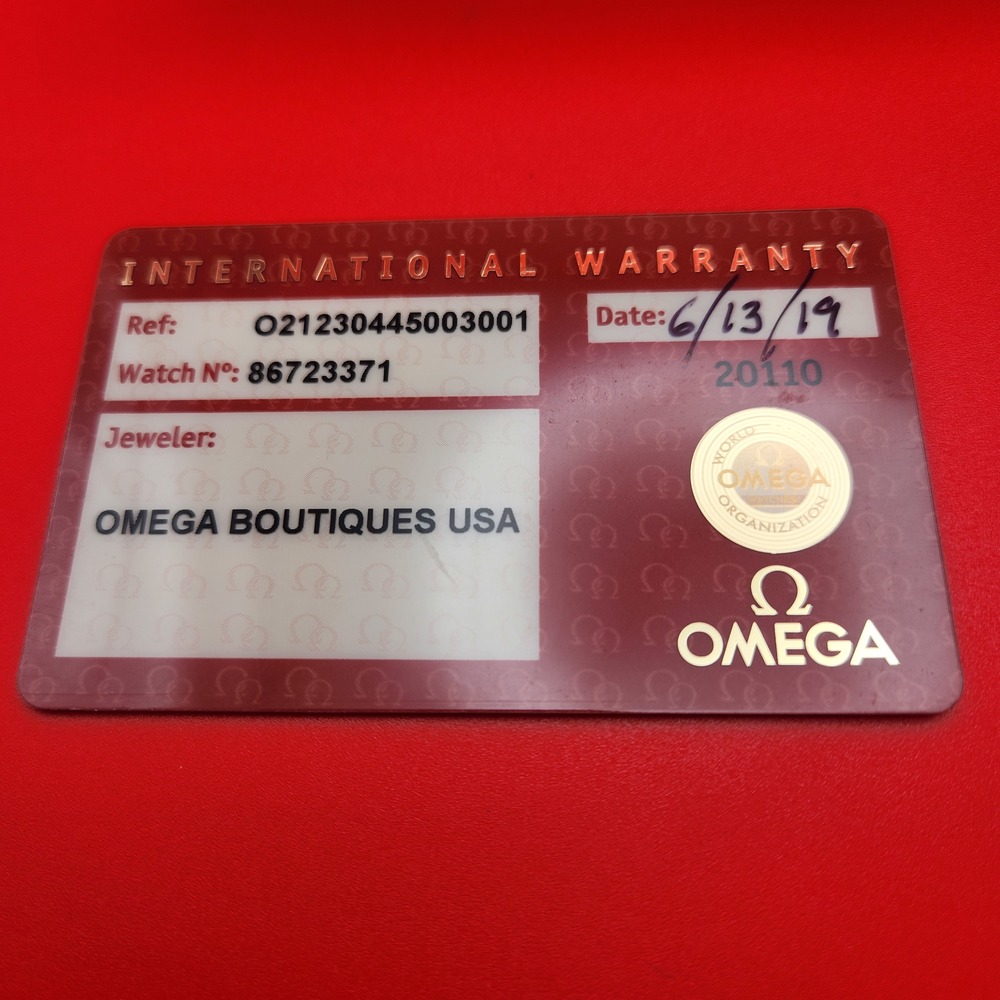 INTERNATIONAL WARRANTY
Ref: O21230445003001
Watch Nº: 86723371
Date: 6/13/19
20110
Jeweler:
OMEGA BOUTIQUES USA
WORLD
OMEGA
ORGANIZATION
Ω
OMEGA